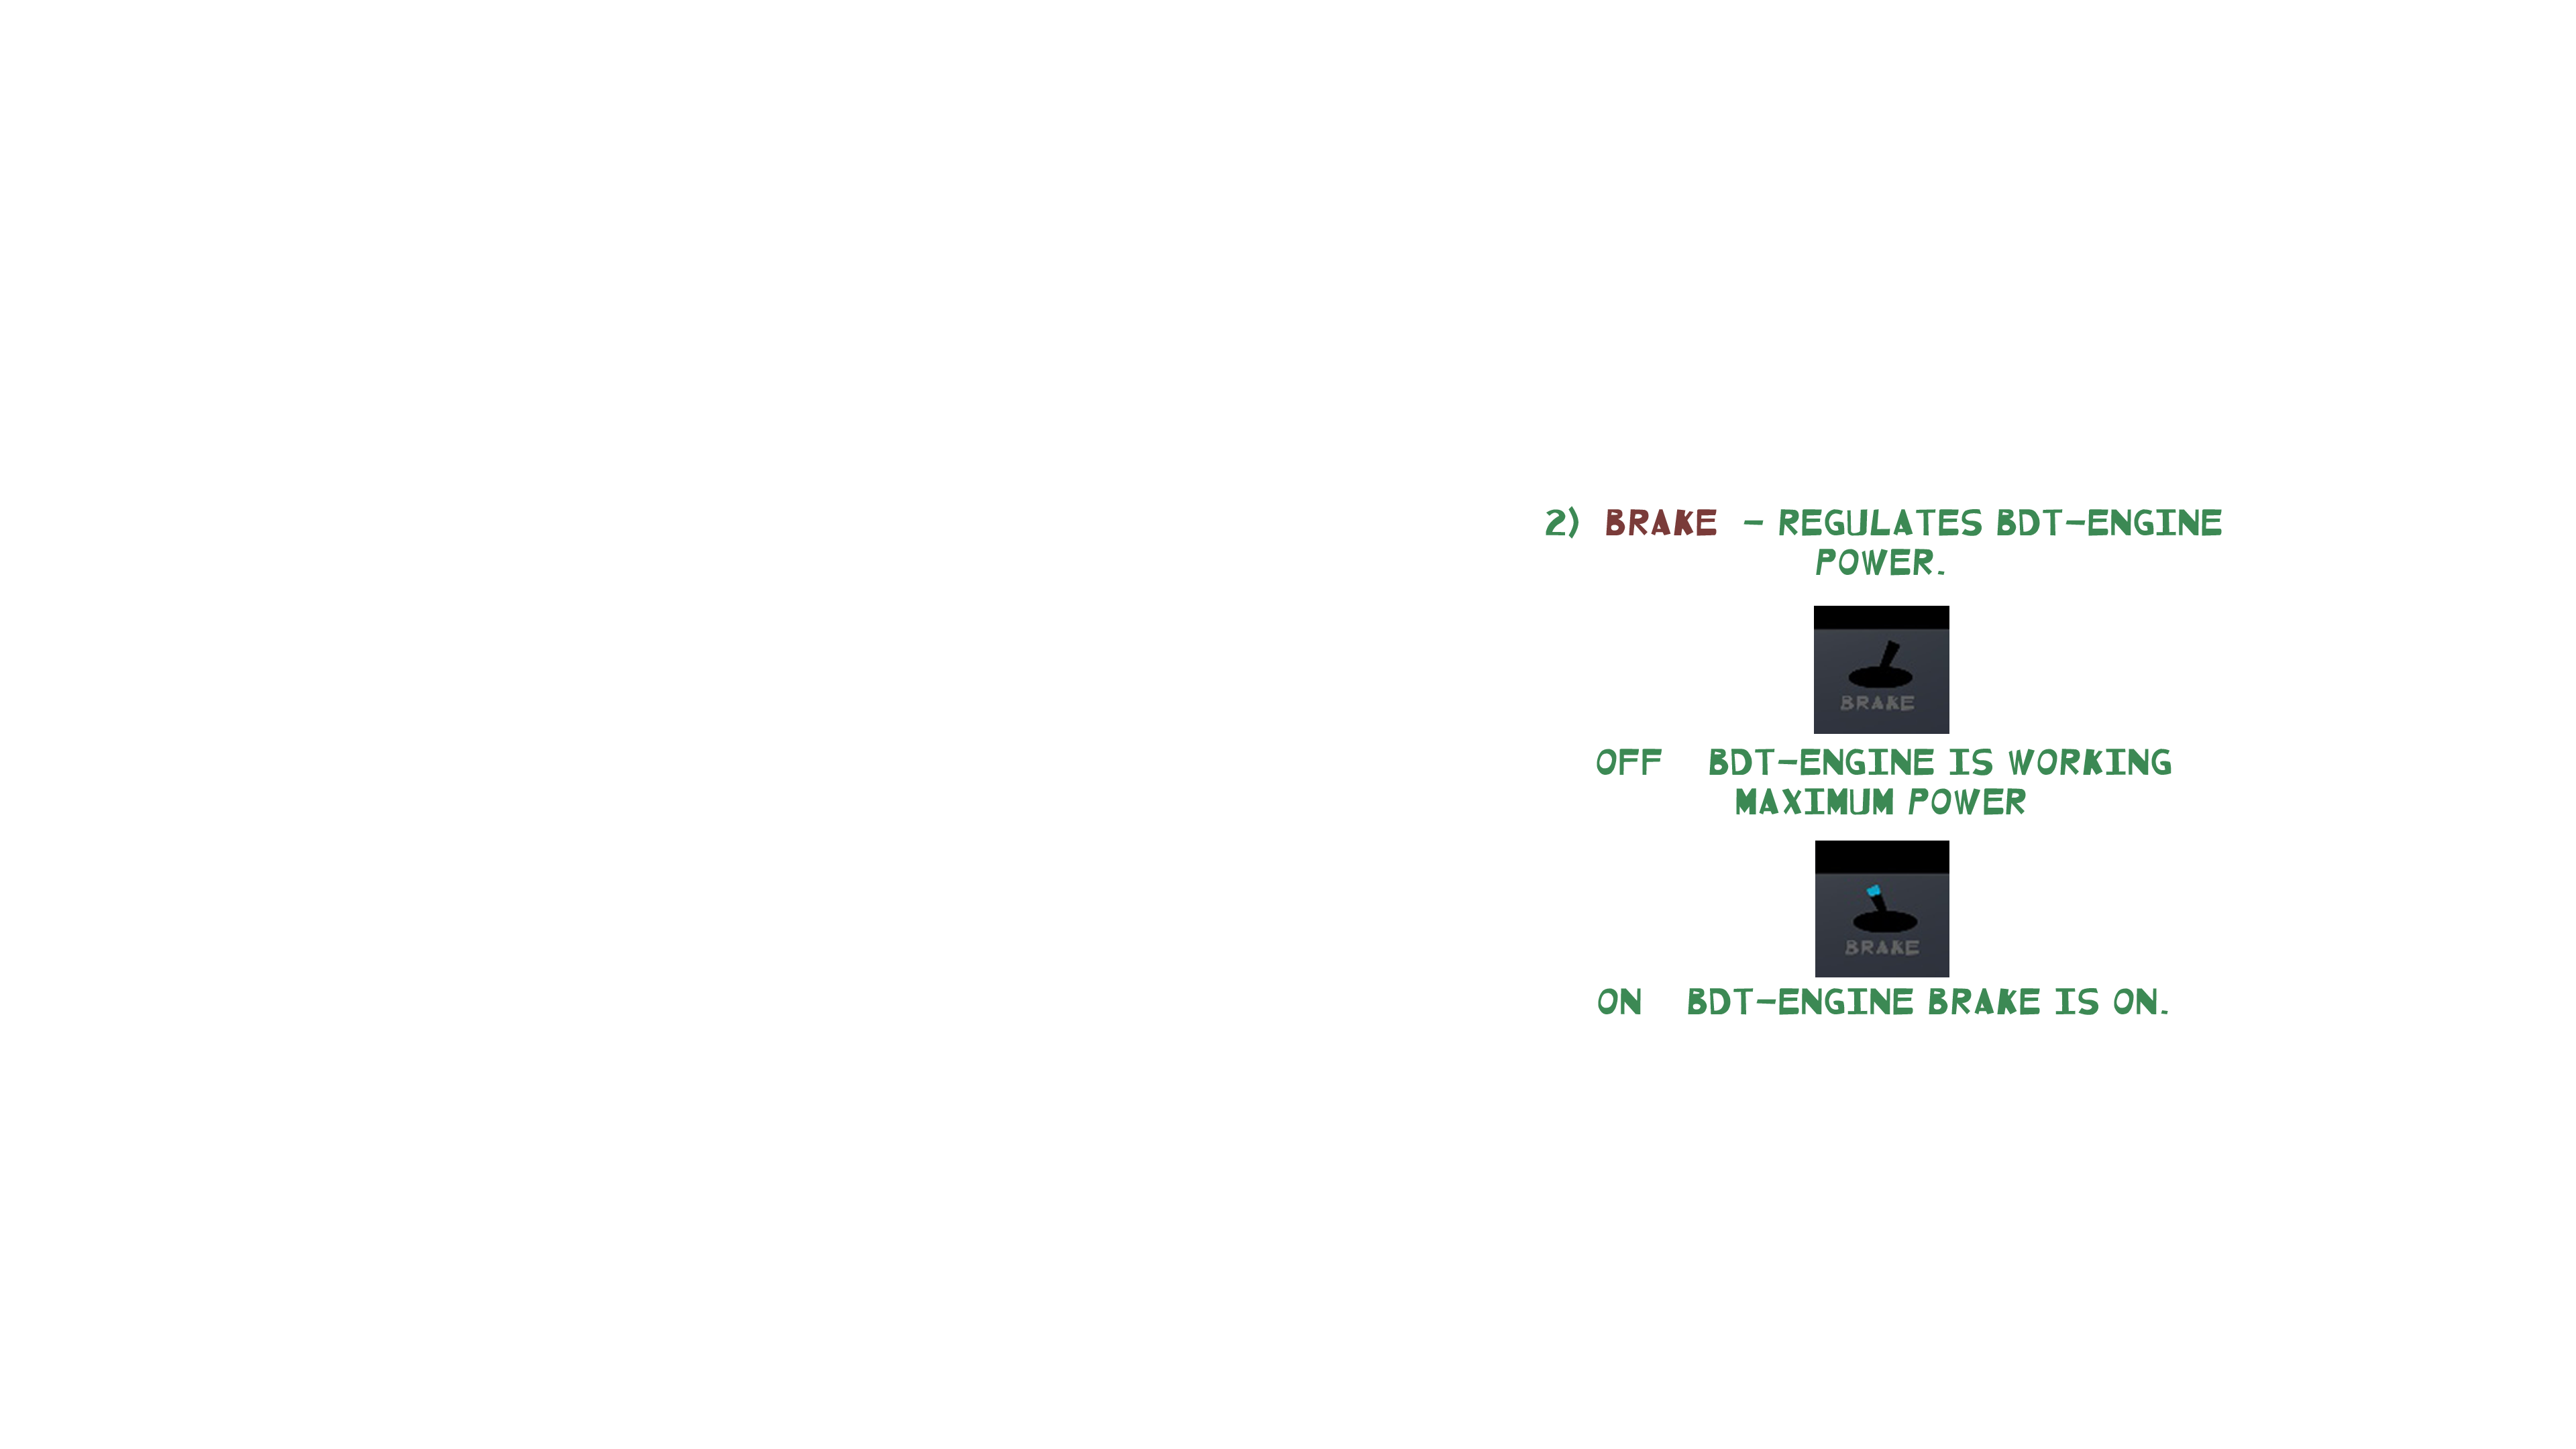 2) BRAKE - REGULATES BDT-ENGINE
POWER.
BRAKE
OFF BDT-ENGINE IS WORKING
MAXIMUM POWER
BRAKE
ON BDT-ENGINE BRAKE IS ON.